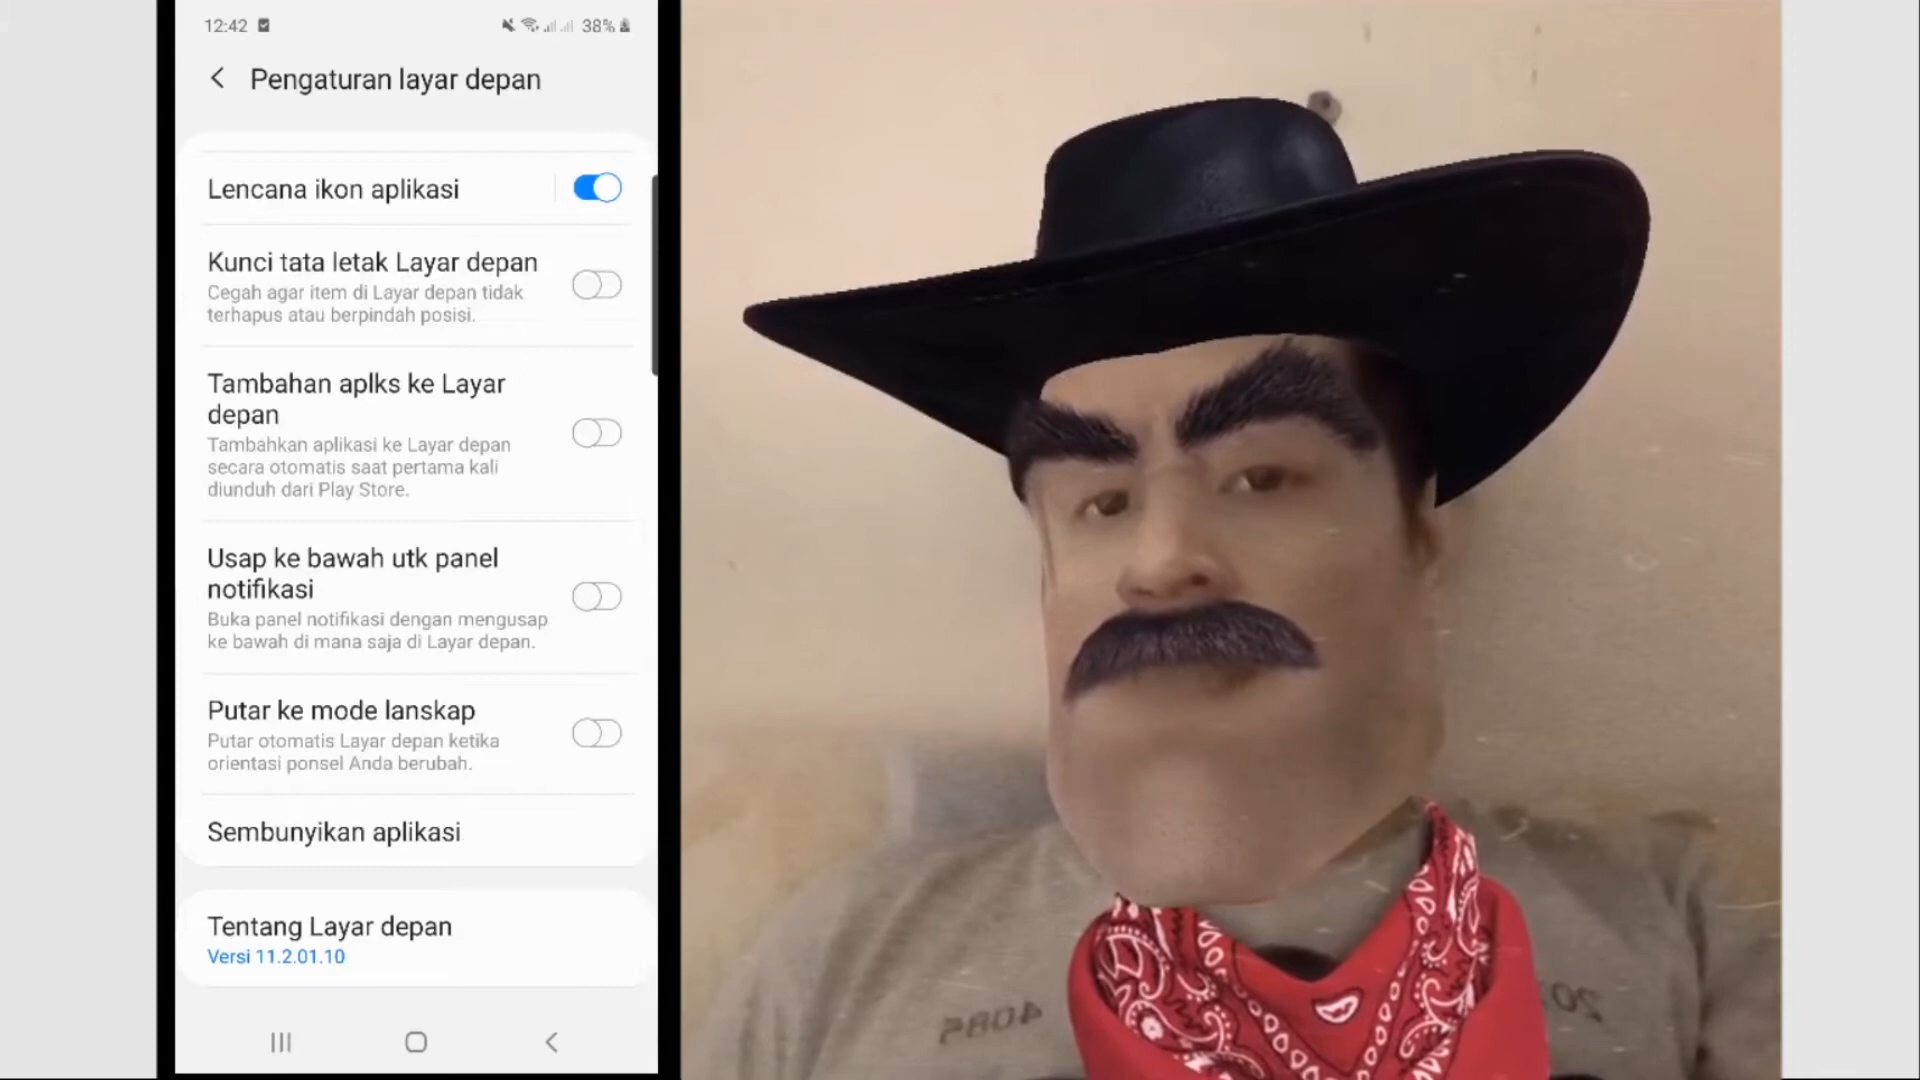 12:42
38%
Pengaturan layar depan
Lencana ikon aplikasi
Kunci tata letak Layar depan
Cegah agar item di Layar depan tidak
terhapus atau berpindah posisi.
Tambahan aplks ke Layar
depan
Tambahkan aplikasi ke Layar depan
secara otomatis saat pertama kali
diunduh dari Play Store.
Usap ke bawah utk panel
notifikasi
Buka panel notifikasi dengan mengusap
ke bawah di mana saja di Layar depan.
Putar ke mode lanskap
Putar otomatis Layar depan ketika
orientasi ponsel Anda berubah.
Sembunyikan aplikasi
Tentang Layar depan
Versi 11.2.01.10